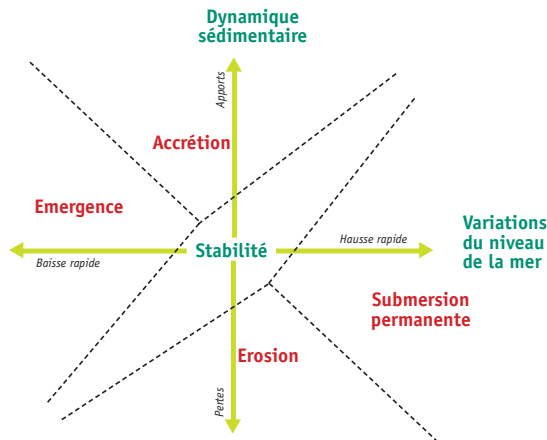 Dynamique
sédimentaire
Apports
Accrétion
Emergence
Stabilité
Hausse rapide
Baisse rapide
Variations
du niveau
de la mer
Submersion
permanente
Erosion
Pertes